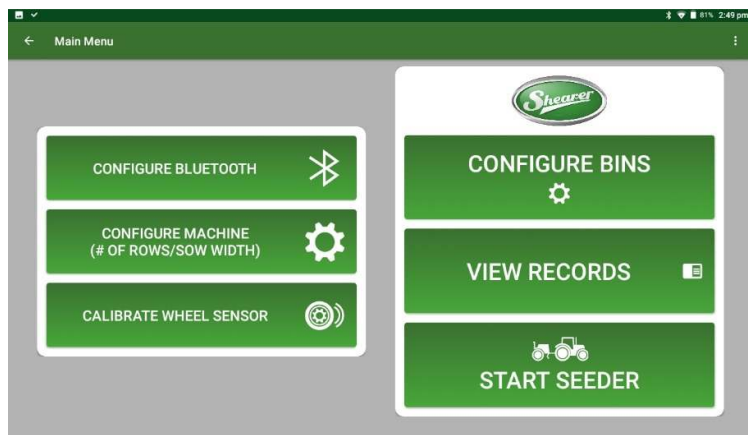 81% 2:49 pm
Main Menu
CONFIGURE BLUETOOTH
CONFIGURE MACHINE
(# OF ROWS/SOW WIDTH)
CALIBRATE WHEEL SENSOR
Shearer
CONFIGURE BINS
VIEW RECORDS
START SEEDER